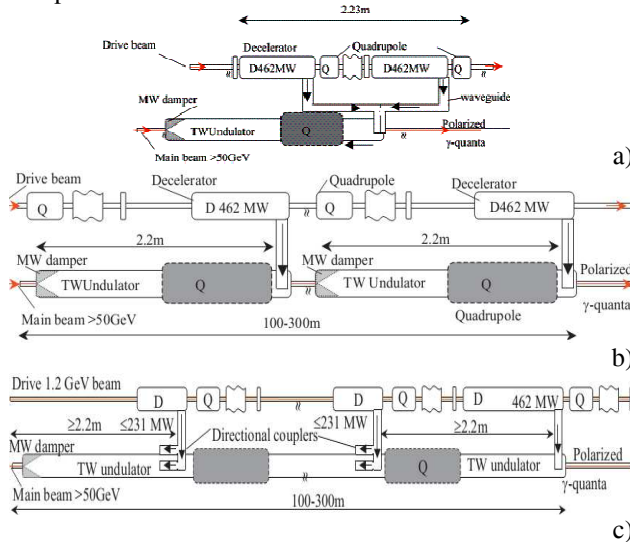 2.23m
a)
Drive beam
Decelerator
Quadrupole
D462MW
Q
D462MW
Q
MW damper
waveguide
TWUndulator
Q
Polarized
Main beam >50GeV
γ-quanta
a)
Drive beam
Decelerator
Quadrupole
Decelerator
Q
D 462 MW
Q
D462 MW
2.2m
2.2m
MW damper
MW damper
Polarized
TWUndulator
Q
TW Undulator
Q
γ-quanta
Main beam >50GeV
Quadrupole
100-300m
b)
Drive 1.2 GeV beam
D
Q
D
Q
D
462 MW
Q
≥2.2m
≤231 MW
≤231 MW
≥2.2m
Directional couplers
MW damper
TW undulator
Q
TW undulator
Polarized
Main beam >50GeV
γ-quanta
100-300m
c)